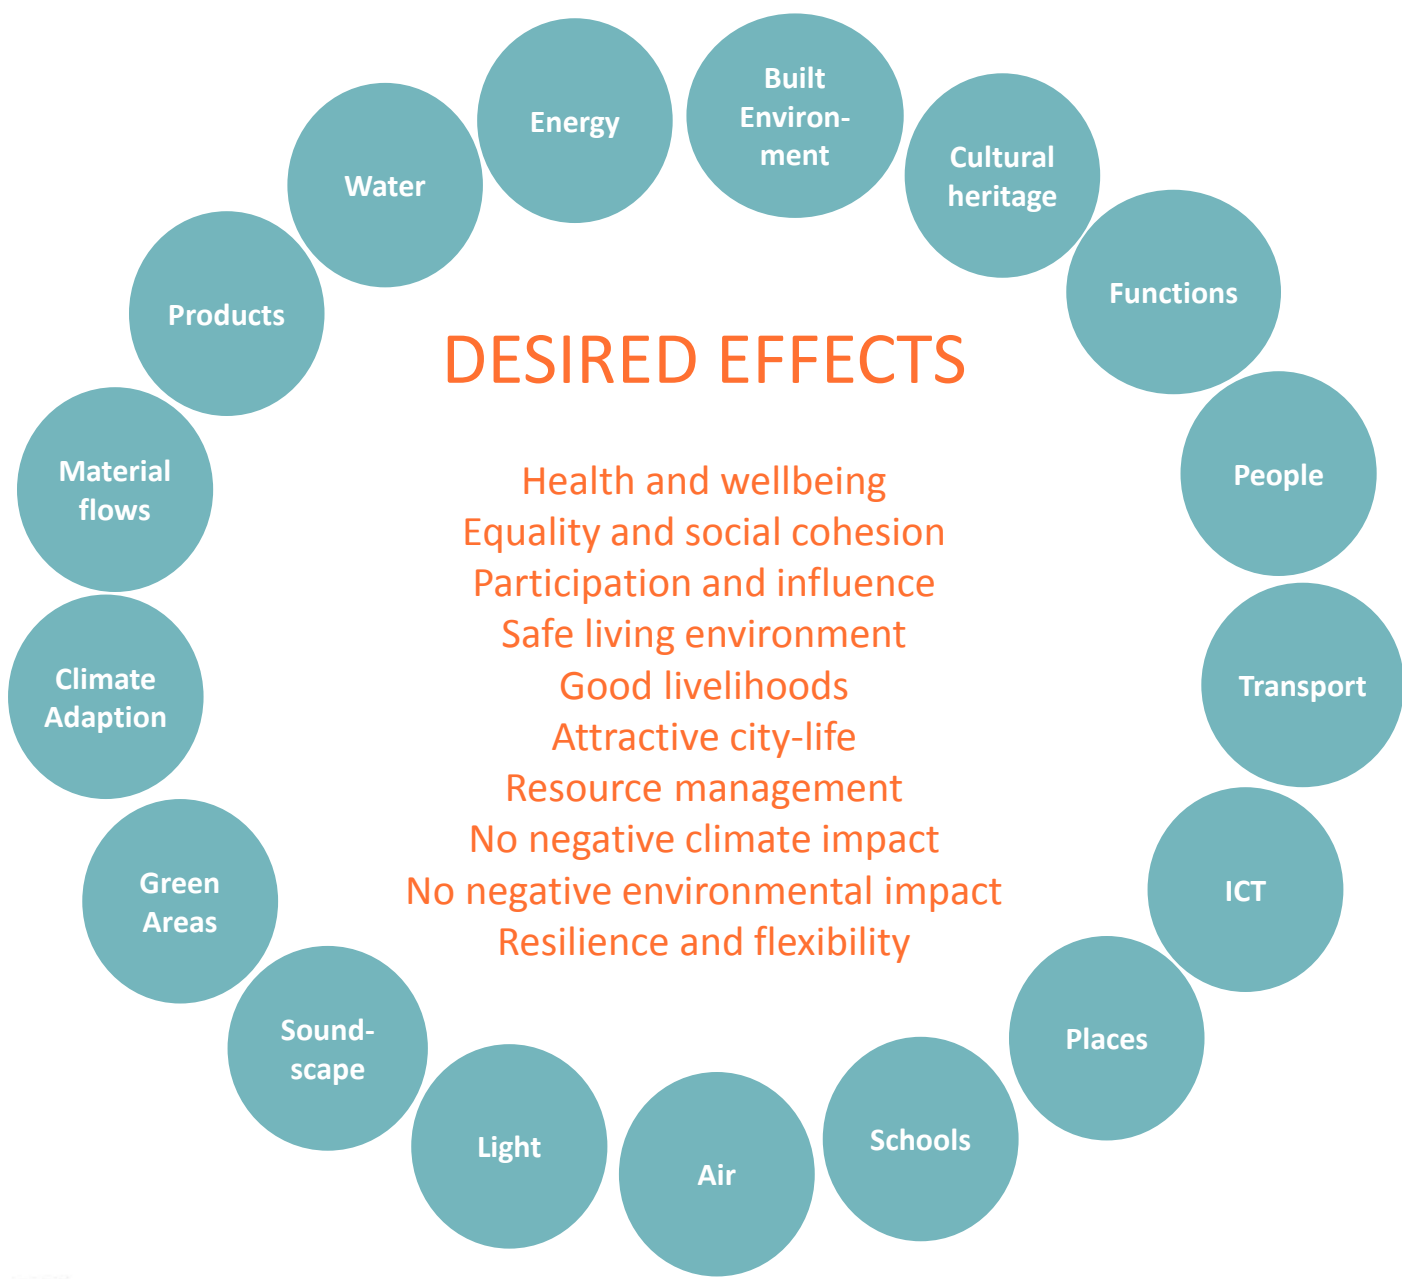 Built
Environ-
ment
Energy
Cultural
heritage
Water
Functions
Products
DESIRED EFFECTS
Material
flows
People
Health and wellbeing
Equality and social cohesion
Participation and influence
Safe living environment
Good livelihoods
Attractive city-life
Resource management
No negative climate impact
No negative environmental impact
Resilience and flexibility
Climate
Adaption
Transport
Green
Areas
ICT
Sound-
scape
Places
Light
Air
Schools